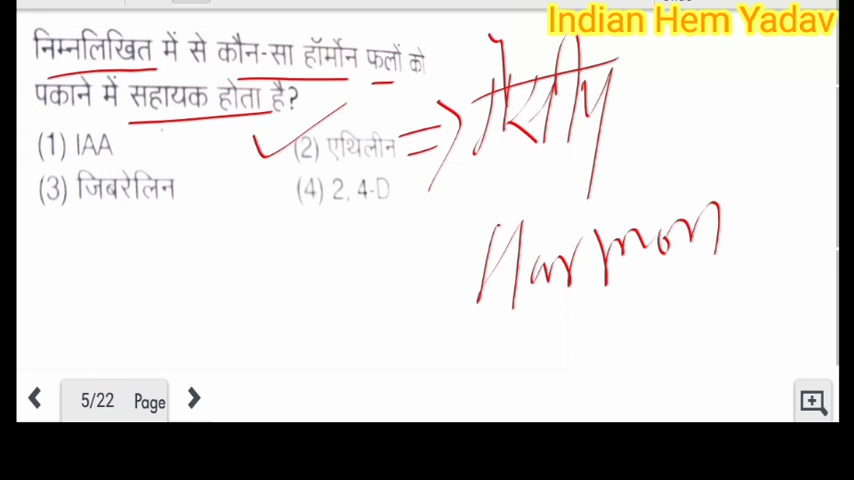 Indian Hem Yadav
निम्नलिखित में से कौन-सा हॉर्मोन फलों को
पकाने में सहायक होता है?
(1) IAA
(2) एथिलीन
(3) जिबरेलिन
(4) 2, 4-D
Harmon
5/22 Page